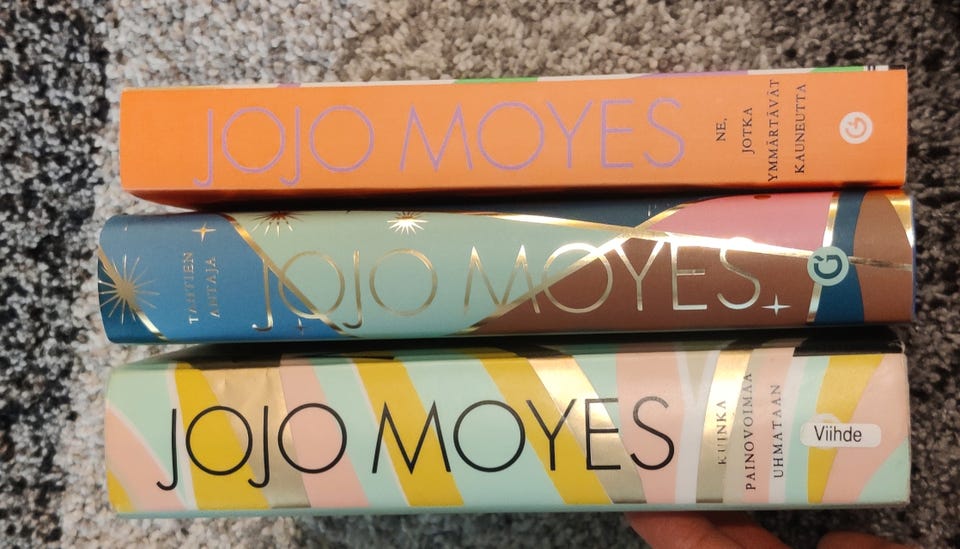 JOJO MOYES
NE,
JOTKA
YMMÄRTÄVÄT
KAUNEUTTA
G
TÄHTIEN
ANTAJA
JOJO MOYES
G
JOJO MOYES
KUINKA
PAINOVOIMAA
UHMATAAN
Viihde